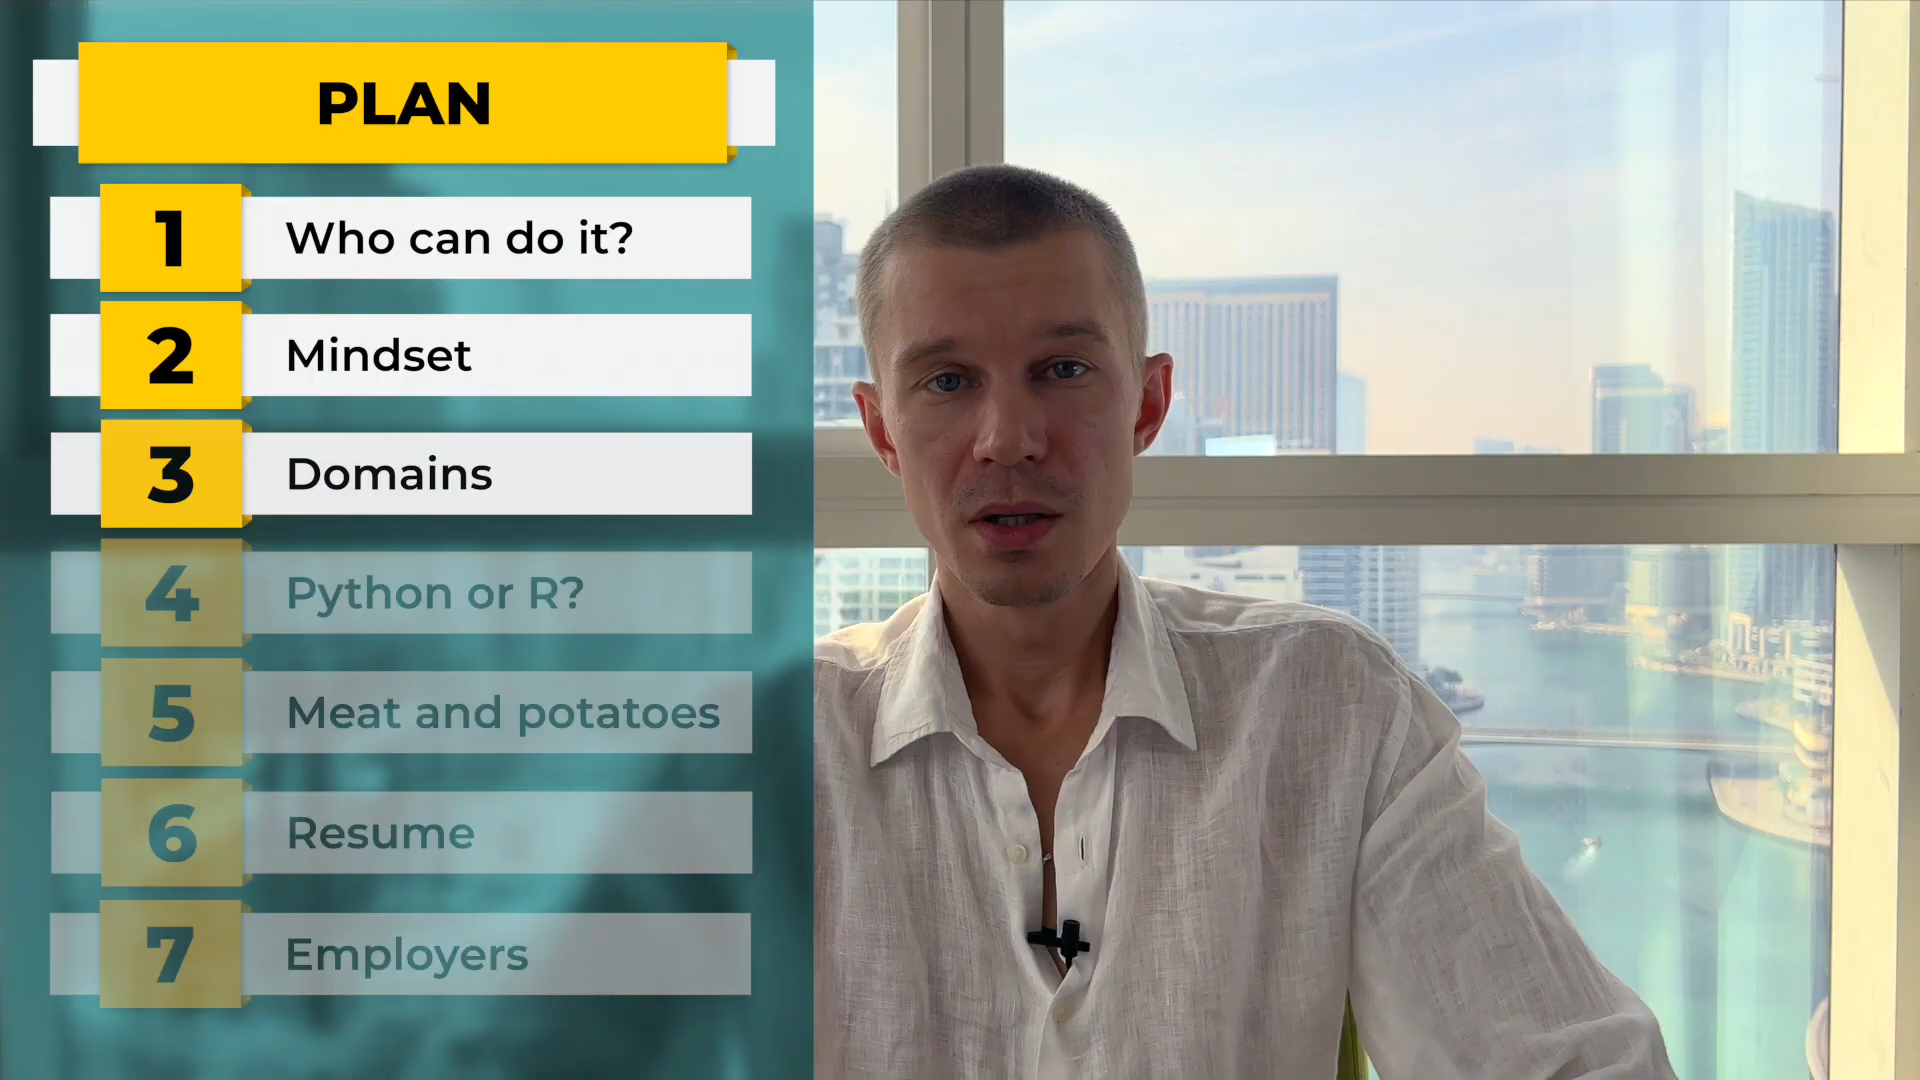 PLAN
1 Who can do it?
2 Mindset
3 Domains
4 Python or R?
5 Meat and potatoes
6 Resume
7 Employers